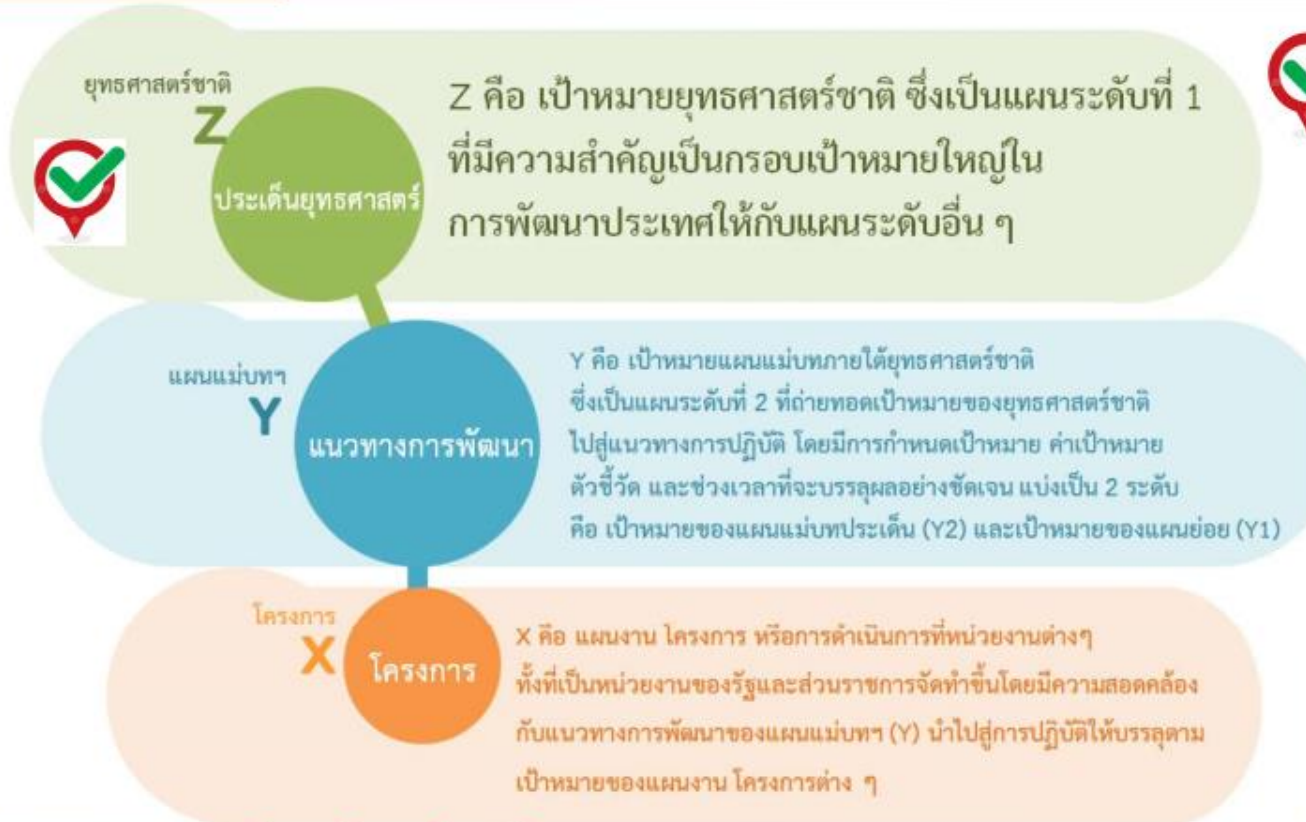 ยุทธศาสตร์ชาติ
Z
ประเด็นยุทธศาสตร์
Z คือ เป้าหมายยุทธศาสตร์ชาติ ซึ่งเป็นแผนระดับที่ 1
ที่มีความสำคัญเป็นกรอบเป้าหมายใหญ่ใน
การพัฒนาประเทศให้กับแผนระดับอื่น ๆ
แผนแม่บทฯ
Y
แนวทางการพัฒนา
Y คือ เป้าหมายแผนแม่บทภายใต้ยุทธศาสตร์ชาติ
ซึ่งเป็นแผนระดับที่ 2 ที่ถ่ายทอดเป้าหมายของยุทธศาสตร์ชาติ
ไปสู่แนวทางการปฏิบัติ โดยมีการกำหนดเป้าหมาย ค่าเป้าหมาย
ตัวชี้วัด และช่วงเวลาที่จะบรรลุผลอย่างชัดเจน แบ่งเป็น 2 ระดับ
คือ เป้าหมายของแผนแม่บทประเด็น (Y2) และเป้าหมายของแผนย่อย (Y1)
โครงการ
X
โครงการ
X คือ แผนงาน โครงการ หรือการดำเนินการที่หน่วยงานต่างๆ
ทั้งที่เป็นหน่วยงานของรัฐและส่วนราชการจัดทำขึ้นโดยมีความสอดคล้อง
กับแนวทางการพัฒนาของแผนแม่บทฯ (Y) นำไปสู่การปฏิบัติให้บรรลุตาม
เป้าหมายของแผนงาน โครงการต่าง ๆ